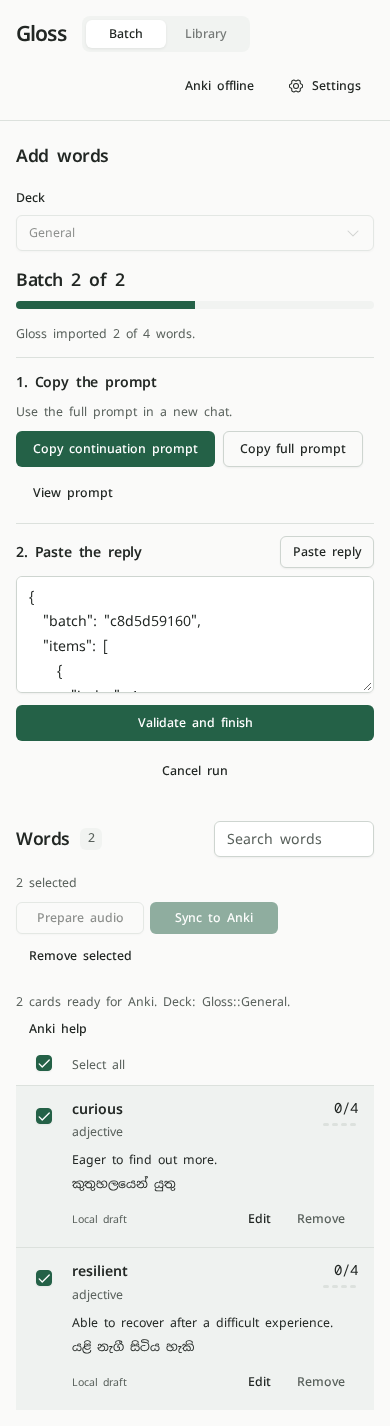 Gloss Batch Library
Anki offline Settings
Add words
Deck
General
Batch 2 of 2
Gloss imported 2 of 4 words.
1. Copy the prompt
Use the full prompt in a new chat.
Copy continuation prompt Copy full prompt
View prompt
2. Paste the reply Paste reply
{
"batch": "c8d5d59160",
"items": [
{
Validate and finish
Cancel run
Words 2 Search words
2 selected
Prepare audio Sync to Anki
Remove selected
2 cards ready for Anki. Deck: Gloss::General.
Anki help
Select all
curious 0/4
adjective
Eager to find out more.
කුතුහලයෙන් යුතු
Local draft Edit Remove
resilient 0/4
adjective
Able to recover after a difficult experience.
යළි නැගී සිටිය හැකි
Local draft Edit Remove